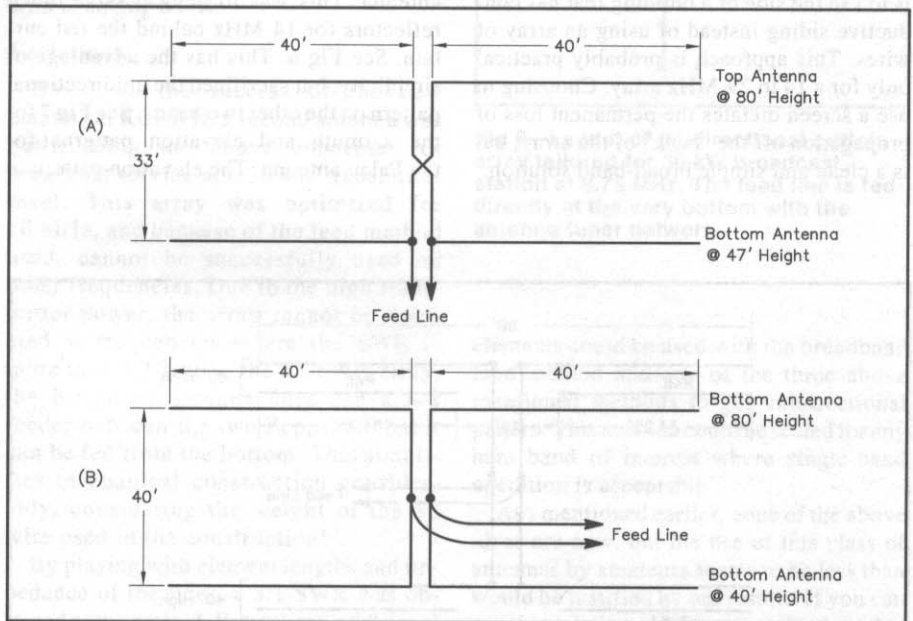 40'
40'
Top Antenna
@ 80' Height
(A)
33'
Bottom Antenna
@ 47' Height
Feed Line
40'
40'
Bottom Antenna
@ 80' Height
(B)
40'
Feed Line
Bottom Antenna
@ 40' Height